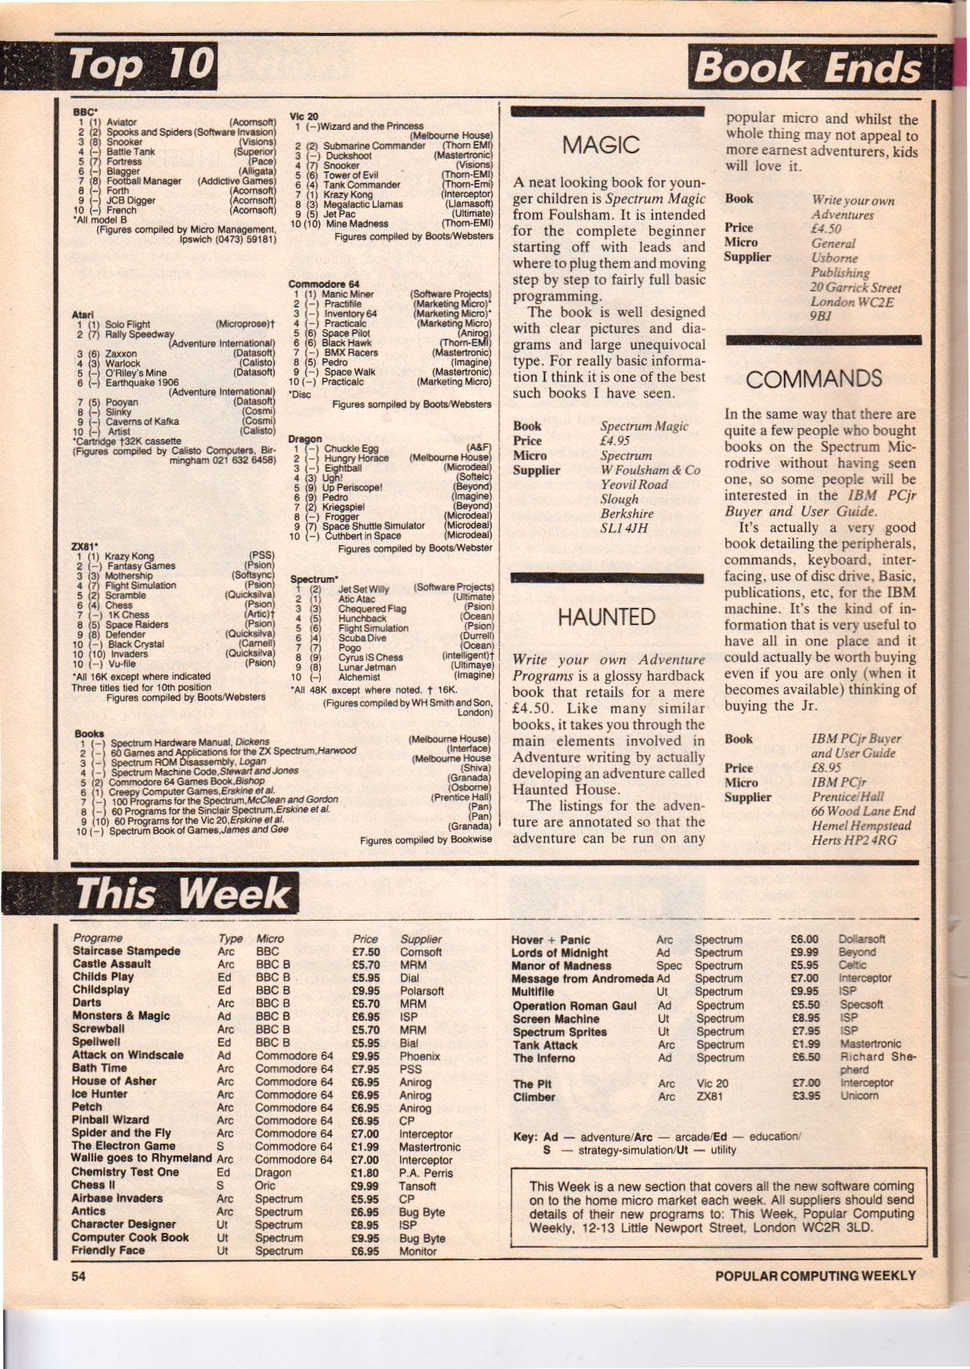 Top 10
BBC*
1 (1) Aviator (Acornsoft)
2 (2) Spooks and Spiders (Software Invasion)
3 (8) Snooker (Visions)
4 (–) Battle Tank (Superior)
5 (7) Fortress (Pace)
6 (–) Blagger (Alligata)
7 (8) Football Manager (Addictive Games)
8 (–) Forth (Acornsoft)
9 (–) JCB Digger (Acornsoft)
10 (–) French (Acornsoft)
*All model B
(Figures compiled by Micro Management,
Ipswich (0473) 59181)
Atari
1 (1) Solo Flight (Microprose)†
2 (7) Rally Speedway
(Adventure International)
3 (6) Zaxxon (Datasoft)
4 (3) Warlock (Calisto)
5 (–) O'Riley's Mine (Datasoft)
6 (–) Earthquake 1906
(Adventure International)
7 (5) Pooyan (Datasoft)
8 (–) Slinky (Cosmi)
9 (–) Caverns of Kafka (Cosmi)
10 (–) Artist (Calisto)
*Cartridge †32K cassette
(Figures compiled by Calisto Computers, Bir-
mingham 021 632 6458)
ZX81*
1 (1) Krazy Kong (PSS)
2 (–) Fantasy Games (Psion)
3 (3) Mothership (Softsync)
4 (7) Flight Simulation (Psion)
5 (2) Scramble (Quicksilva)
6 (4) Chess (Psion)
7 (–) 1K Chess (Artic)†
8 (5) Space Raiders (Psion)
9 (8) Defender (Quicksilva)
10 (–) Black Crystal (Carnell)
10 (10) Invaders (Quicksilva)
10 (–) Vu-file (Psion)
*All 16K except where indicated
Three titles tied for 10th position
Figures compiled by Boots/Websters
Vic 20
1 (–)Wizard and the Princess
(Melbourne House)
2 (2) Submarine Commander (Thorn EMI)
3 (–) Duckshoot (Mastertronic)
4 (7) Snooker (Visions)
5 (6) Tower of Evil (Thorn-EMI)
6 (4) Tank Commander (Thorn-Emi)
7 (1) Krazy Kong (Interceptor)
8 (3) Megalactic Llamas (Llamasoft)
9 (5) Jet Pac (Ultimate)
10 (10) Mine Madness (Thorn-EMI)
Figures compiled by Boots/Websters
Commodore 64
1 (1) Manic Miner (Software Projects)
2 (–) Practifile (Marketing Micro)*
3 (–) Inventory 64 (Marketing Micro)*
4 (–) Practicalc (Marketing Micro)
5 (6) Space Pilot (Anirog)
6 (6) Black Hawk (Thorn-EMI)
7 (–) BMX Racers (Mastertronic)
8 (5) Pedro (Imagine)
9 (–) Space Walk (Mastertronic)
10 (–) Practicalc (Marketing Micro)
*Disc
Figures sompiled by Boots/Websters
Dragon
1 (–) Chuckle Egg (A&F)
2 (–) Hungry Horace (Melbourne House)
3 (–) Eightball (Microdeal)
4 (3) Ugh! (Softelc)
5 (9) Up Periscope! (Beyond)
6 (9) Pedro (Imagine)
7 (2) Kriegspiel (Beyond)
8 (–) Frogger (Microdeal)
9 (7) Space Shuttle Simulator (Microdeal)
10 (–) Cuthbert in Space (Microdeal)
Figures compiled by Boots/Webster
Spectrum*
1 (2) Jet Set Willy (Software Projects)
2 (1) Atic Atac (Ultimate)
3 (3) Chequered Flag (Psion)
4 (5) Hunchback (Ocean)
5 (6) Flight Simulation (Psion)
6 )4) Scuba Dive (Durrell)
7 (7) Pogo (Ocean)
8 (9) Cyrus IS Chess (intelligent)†
9 (8) Lunar Jetman (Ultimaye)
10 (–) Alchemist (Imagine)
*All 48K except where noted. † 16K.
(Figures compiled by WH Smith and Son,
London)
Books
1 (–) Spectrum Hardware Manual, Dickens (Melbourne House)
2 (–) 60 Games and Applications for the ZX Spectrum,Harwood (Interface)
3 (–) Spectrum ROM Disassembly, Logan (Melbourne House
4 (–) Spectrum Machine Code,Stewart and Jones (Shiva)
5 (2) Commodore 64 Games Book,Bishop (Granada)
6 (1) Creepy Computer Games,Erskine et al. (Osborne)
7 (–) 100 Programs for the Spectrum,McClean and Gordon (Prentice Hall)
8 (–) 60 Programs for the Sinclair Spectrum,Erskine et al. (Pan)
9 (10) 60 Programs for the Vic 20,Erskine et al. (Pan)
10 (–) Spectrum Book of Games,James and Gee (Granada)
Figures compiled by Bookwise
Book Ends
MAGIC
A neat looking book for youn-
ger children is Spectrum Magic
from Foulsham. It is intended
for the complete beginner
starting off with leads and
where to plug them and moving
step by step to fairly full basic
programming.
The book is well designed
with clear pictures and dia-
grams and large unequivocal
type. For really basic informa-
tion I think it is one of the best
such books I have seen.
Book Spectrum Magic
Price £4.95
Micro Spectrum
Supplier W Foulsham & Co
Yeovil Road
Slough
Berkshire
SL1 4JH
HAUNTED
Write your own Adventure
Programs is a glossy hardback
book that retails for a mere
£4.50. Like many similar
books, it takes you through the
main elements involved in
Adventure writing by actually
developing an adventure called
Haunted House.
The listings for the adven-
ture are annotated so that the
adventure can be run on any
popular micro and whilst the
whole thing may not appeal to
more earnest adventurers, kids
will love it.
Book Write your own
Adventures
Price £4.50
Micro General
Supplier Usborne
Publishing
20 Garrick Street
London WC2E
9BJ
COMMANDS
In the same way that there are
quite a few people who bought
books on the Spectrum Mic-
rodrive without having seen
one, so some people will be
interested in the IBM PCjr
Buyer and User Guide.
It's actually a very good
book detailing the peripherals,
commands, keyboard, inter-
facing, use of disc drive, Basic,
publications, etc, for the IBM
machine. It's the kind of in-
formation that is very useful to
have all in one place and it
could actually be worth buying
even if you are only (when it
becomes available) thinking of
buying the Jr.
Book IBM PCjr Buyer
and User Guide
Price £8.95
Micro IBM PCjr
Supplier Prentice/Hall
66 Wood Lane End
Hemel Hempstead
Herts HP2 4RG
This Week
Programe Type Micro Price Supplier
Staircase Stampede Arc BBC £7.50 Comsoft
Castle Assault Arc BBC B £5.70 MRM
Childs Play Ed BBC B £5.95 Dial
Childsplay Ed BBC B £9.95 Polarsoft
Darts Arc BBC B £5.70 MRM
Monsters & Magic Ad BBC B £6.95 ISP
Screwball Arc BBC B £5.70 MRM
Spellwell Ed BBC B £5.95 Bial
Attack on Windscale Ad Commodore 64 £9.95 Phoenix
Bath Time Arc Commodore 64 £7.95 PSS
House of Asher Arc Commodore 64 £6.95 Anirog
Ice Hunter Arc Commodore 64 £6.95 Anirog
Petch Arc Commodore 64 £6.95 Anirog
Pinball Wizard Arc Commodore 64 £6.95 CP
Spider and the Fly Arc Commodore 64 £7.00 Interceptor
The Electron Game S Commodore 64 £1.99 Mastertronic
Wallie goes to Rhymeland Arc Commodore 64 £7.00 Interceptor
Chemistry Test One Ed Dragon £1.80 P.A. Perris
Chess II S Oric £9.99 Tansoft
Airbase Invaders Arc Spectrum £5.95 CP
Antics Arc Spectrum £6.95 Bug Byte
Character Designer Ut Spectrum £8.95 ISP
Computer Cook Book Ut Spectrum £9.95 Bug Byte
Friendly Face Ut Spectrum £6.95 Monitor
Hover + Panic Arc Spectrum £6.00 Dollarsoft
Lords of Midnight Ad Spectrum £9.99 Beyond
Manor of Madness Spec Spectrum £5.95 Celtic
Message from Andromeda Ad Spectrum £7.00 Interceptor
Multifile Ut Spectrum £9.95 ISP
Operation Roman Gaul Ad Spectrum £5.50 Specsoft
Screen Machine Ut Spectrum £8.95 ISP
Spectrum Sprites Ut Spectrum £7.95 ISP
Tank Attack Arc Spectrum £1.99 Mastertronic
The Inferno Ad Spectrum £6.50 Richard She-
pherd
The Pit Arc Vic 20 £7.00 Interceptor
Climber Arc ZX81 £3.95 Unicorn
Key: Ad — adventure/Arc — arcade/Ed — education/
S — strategy-simulation/Ut — utility
This Week is a new section that covers all the new software coming
on to the home micro market each week. All suppliers should send
details of their new programs to: This Week, Popular Computing
Weekly, 12-13 Little Newport Street, London WC2R 3LD.
54
POPULAR COMPUTING WEEKLY